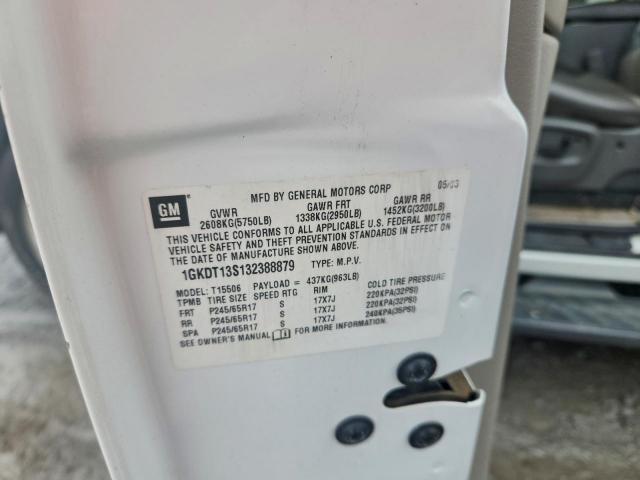 MFD BY GENERAL MOTORS CORP 05/03
GM GVWR GAWR FRT GAWR RR
2608KG(5750LB) 1338KG(2950LB) 1452KG(3200LB)
THIS VEHICLE CONFORMS TO ALL APPLICABLE U.S. FEDERAL MOTOR
VEHICLE SAFETY AND THEFT PREVENTION STANDARDS IN EFFECT ON
THE DATE OF MANUFACTURE SHOWN ABOVE.
1GKDT13S132388879 TYPE: M.P.V.
MODEL: T15506 PAYLOAD = 437KG(963LB)
TPMB TIRE SIZE SPEED RTG RIM COLD TIRE PRESSURE
FRT P245/65R17 S 17X7J 220KPA(32PSI)
RR P245/65R17 S 17X7J 220KPA(32PSI)
SPA P245/65R17 S 17X7J 240KPA(35PSI)
SEE OWNER'S MANUAL FOR MORE INFORMATION.